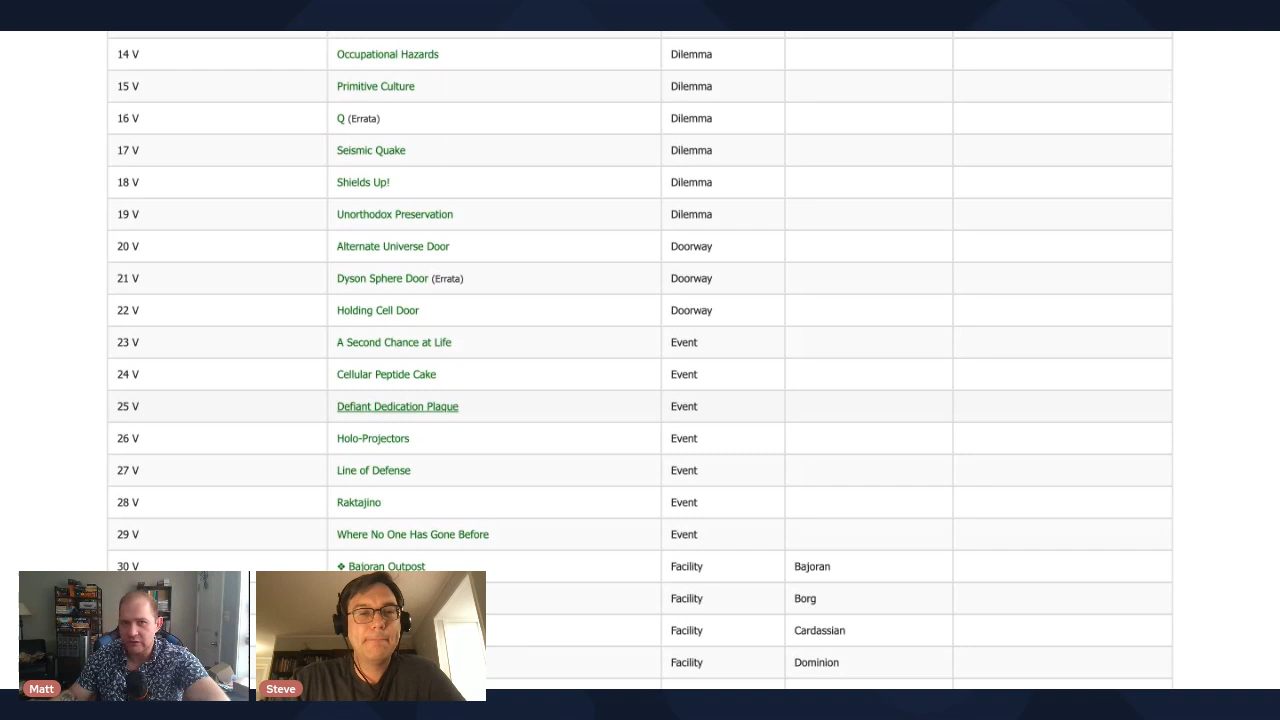 14 V Occupational Hazards Dilemma
15 V Primitive Culture Dilemma
16 V Q (Errata) Dilemma
17 V Seismic Quake Dilemma
18 V Shields Up! Dilemma
19 V Unorthodox Preservation Dilemma
20 V Alternate Universe Door Doorway
21 V Dyson Sphere Door (Errata) Doorway
22 V Holding Cell Door Doorway
23 V A Second Chance at Life Event
24 V Cellular Peptide Cake Event
25 V Defiant Dedication Plaque Event
26 V Holo-Projectors Event
27 V Line of Defense Event
28 V Raktajino Event
29 V Where No One Has Gone Before Event
30 V ❖ Bajoran Outpost Facility Bajoran
Facility Borg
Facility Cardassian
Facility Dominion
Matt
Steve